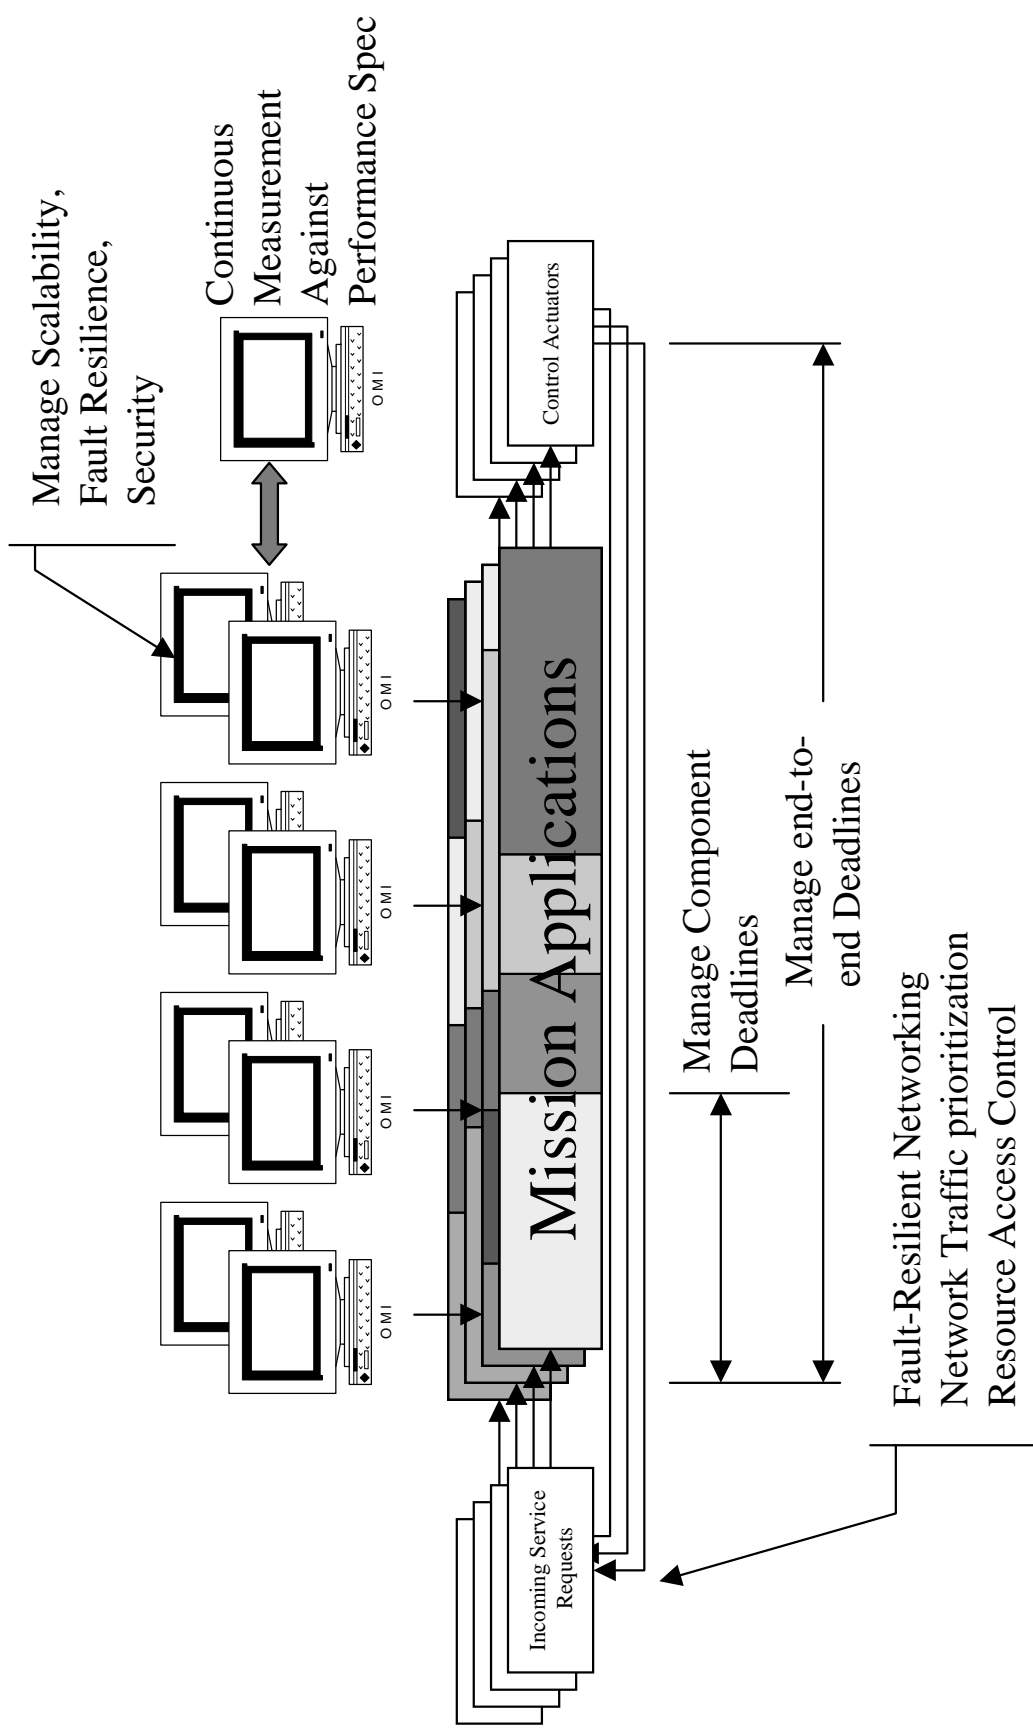 Manage Scalability,
Fault Resilience,
Security
Continuous
Measurement
Against
Performance Spec
OMI
OMI
OMI
OMI
OMI
Incoming Service
Requests
Mission Applications
Control Actuators
Manage Component
Deadlines
Manage end-to-
end Deadlines
Fault-Resilient Networking
Network Traffic prioritization
Resource Access Control